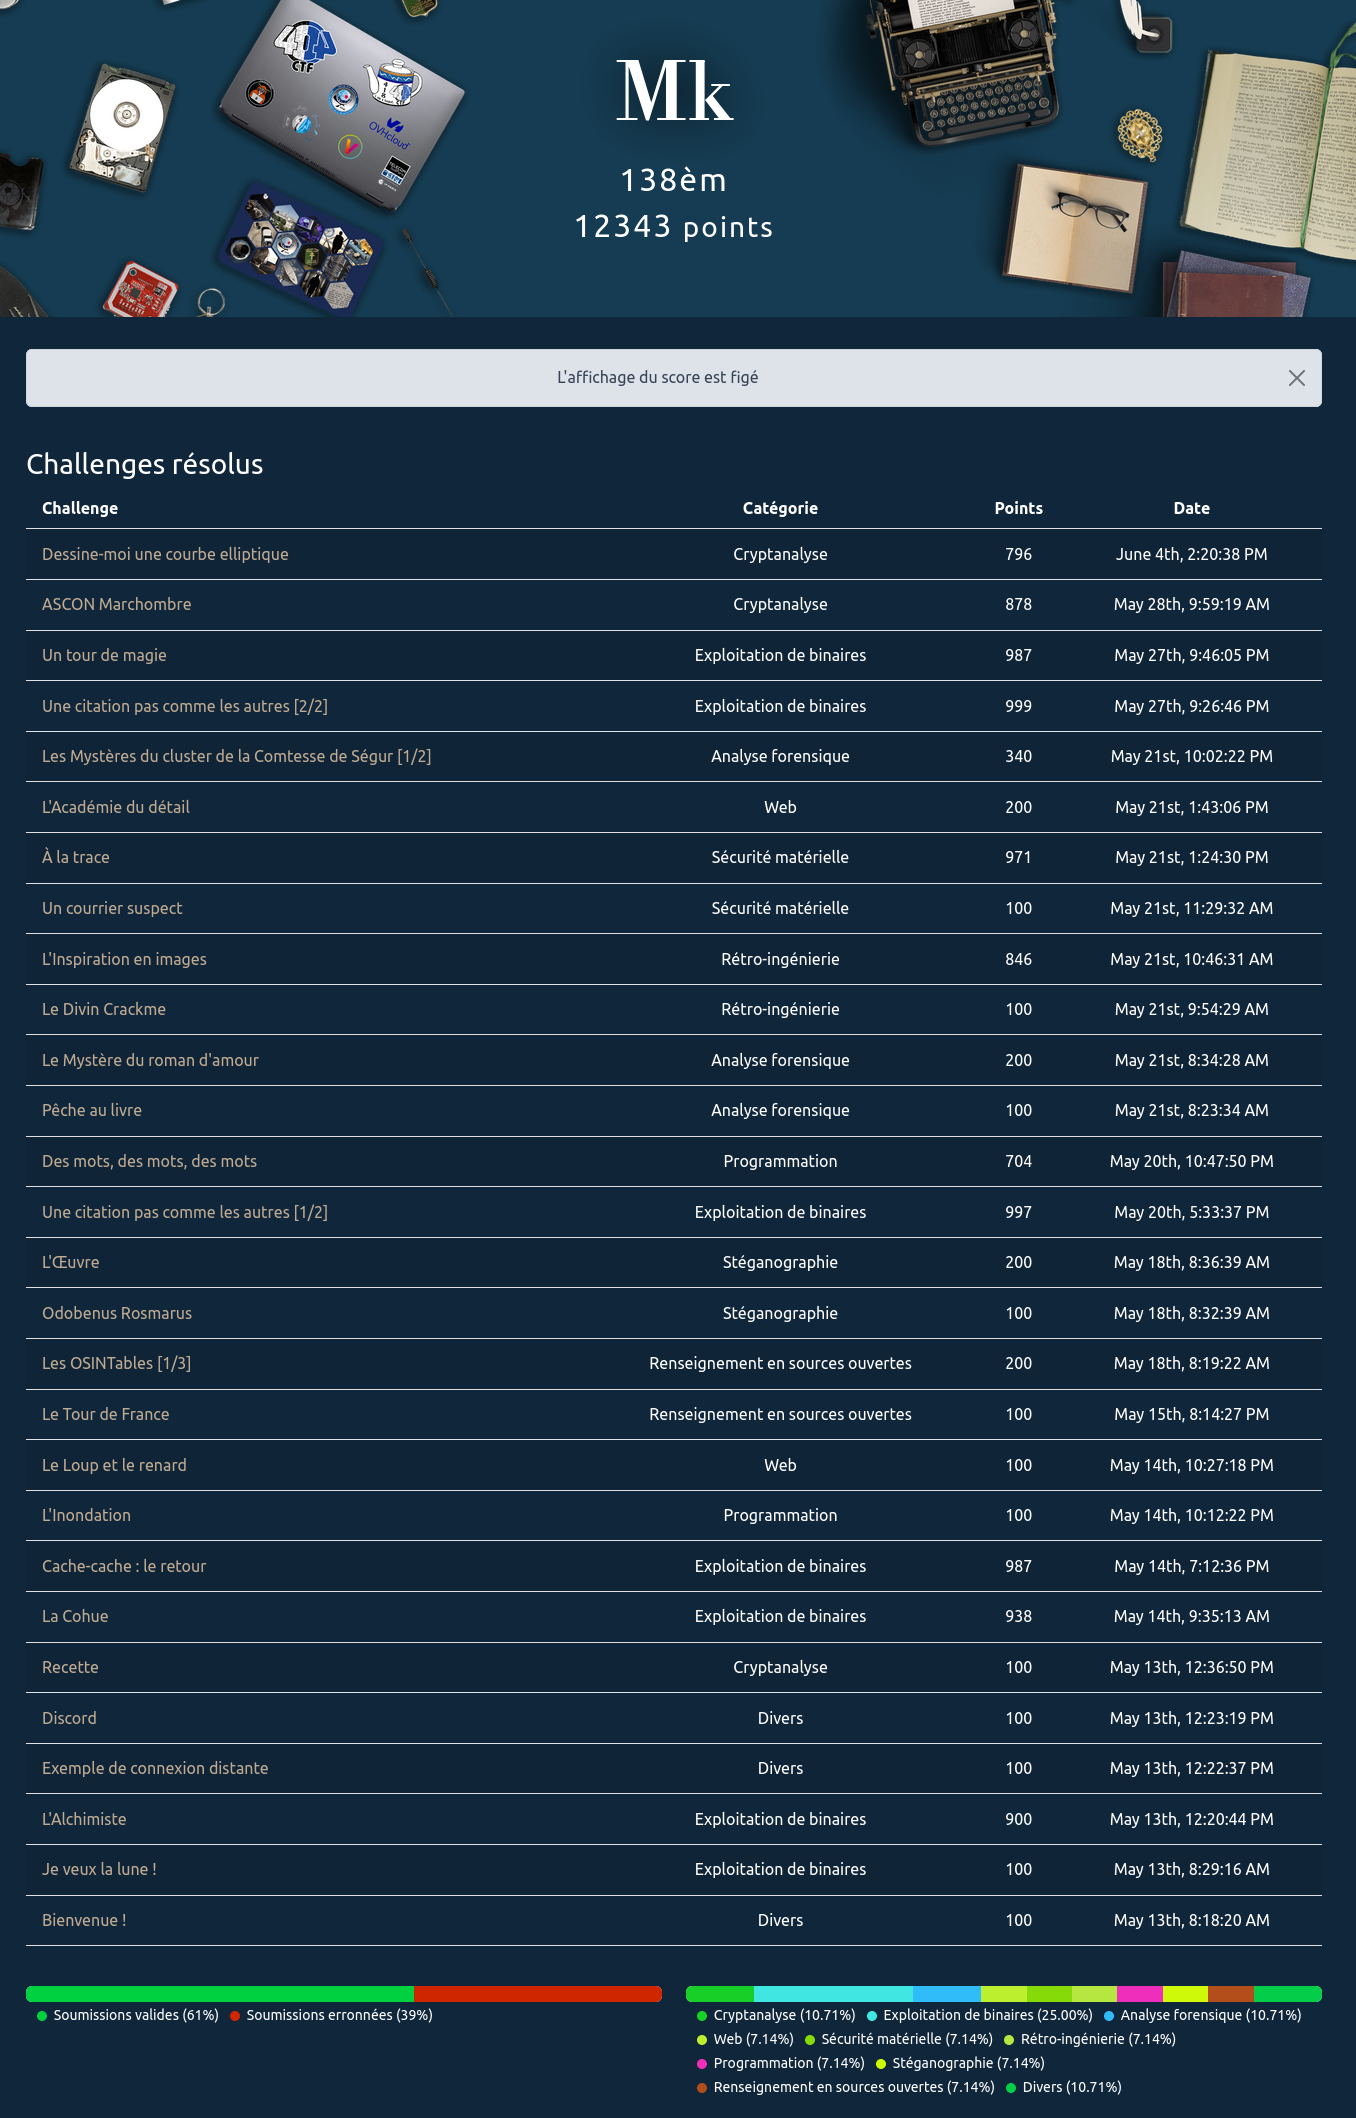 404
CTF
OVHcloud
Mk
138èm
12343 points
L'affichage du score est figé
Challenges résolus
Challenge Catégorie Points Date
Dessine-moi une courbe elliptique Cryptanalyse 796 June 4th, 2:20:38 PM
ASCON Marchombre Cryptanalyse 878 May 28th, 9:59:19 AM
Un tour de magie Exploitation de binaires 987 May 27th, 9:46:05 PM
Une citation pas comme les autres [2/2] Exploitation de binaires 999 May 27th, 9:26:46 PM
Les Mystères du cluster de la Comtesse de Ségur [1/2] Analyse forensique 340 May 21st, 10:02:22 PM
L'Académie du détail Web 200 May 21st, 1:43:06 PM
À la trace Sécurité matérielle 971 May 21st, 1:24:30 PM
Un courrier suspect Sécurité matérielle 100 May 21st, 11:29:32 AM
L'Inspiration en images Rétro-ingénierie 846 May 21st, 10:46:31 AM
Le Divin Crackme Rétro-ingénierie 100 May 21st, 9:54:29 AM
Le Mystère du roman d'amour Analyse forensique 200 May 21st, 8:34:28 AM
Pêche au livre Analyse forensique 100 May 21st, 8:23:34 AM
Des mots, des mots, des mots Programmation 704 May 20th, 10:47:50 PM
Une citation pas comme les autres [1/2] Exploitation de binaires 997 May 20th, 5:33:37 PM
L'Œuvre Stéganographie 200 May 18th, 8:36:39 AM
Odobenus Rosmarus Stéganographie 100 May 18th, 8:32:39 AM
Les OSINTables [1/3] Renseignement en sources ouvertes 200 May 18th, 8:19:22 AM
Le Tour de France Renseignement en sources ouvertes 100 May 15th, 8:14:27 PM
Le Loup et le renard Web 100 May 14th, 10:27:18 PM
L'Inondation Programmation 100 May 14th, 10:12:22 PM
Cache-cache : le retour Exploitation de binaires 987 May 14th, 7:12:36 PM
La Cohue Exploitation de binaires 938 May 14th, 9:35:13 AM
Recette Cryptanalyse 100 May 13th, 12:36:50 PM
Discord Divers 100 May 13th, 12:23:19 PM
Exemple de connexion distante Divers 100 May 13th, 12:22:37 PM
L'Alchimiste Exploitation de binaires 900 May 13th, 12:20:44 PM
Je veux la lune ! Exploitation de binaires 100 May 13th, 8:29:16 AM
Bienvenue ! Divers 100 May 13th, 8:18:20 AM
Soumissions valides (61%) Soumissions erronnées (39%)
Cryptanalyse (10.71%) Exploitation de binaires (25.00%) Analyse forensique (10.71%)
Web (7.14%) Sécurité matérielle (7.14%) Rétro-ingénierie (7.14%)
Programmation (7.14%) Stéganographie (7.14%)
Renseignement en sources ouvertes (7.14%) Divers (10.71%)